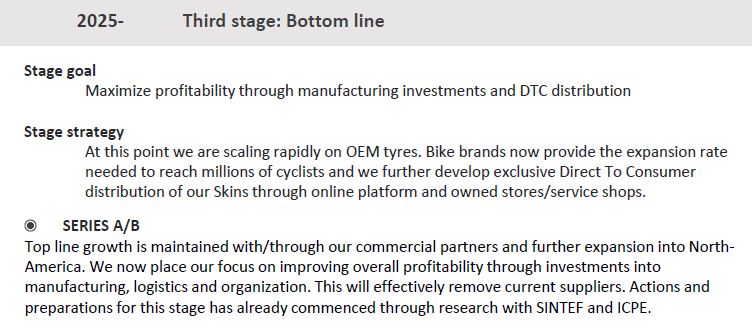 2025- Third stage: Bottom line
Stage goal
Maximize profitability through manufacturing investments and DTC distribution
Stage strategy
At this point we are scaling rapidly on OEM tyres. Bike brands now provide the expansion rate
needed to reach millions of cyclists and we further develop exclusive Direct To Consumer
distribution of our Skins through online platform and owned stores/service shops.
◉ SERIES A/B
Top line growth is maintained with/through our commercial partners and further expansion into North-
America. We now place our focus on improving overall profitability through investments into
manufacturing, logistics and organization. This will effectively remove current suppliers. Actions and
preparations for this stage has already commenced through research with SINTEF and ICPE.